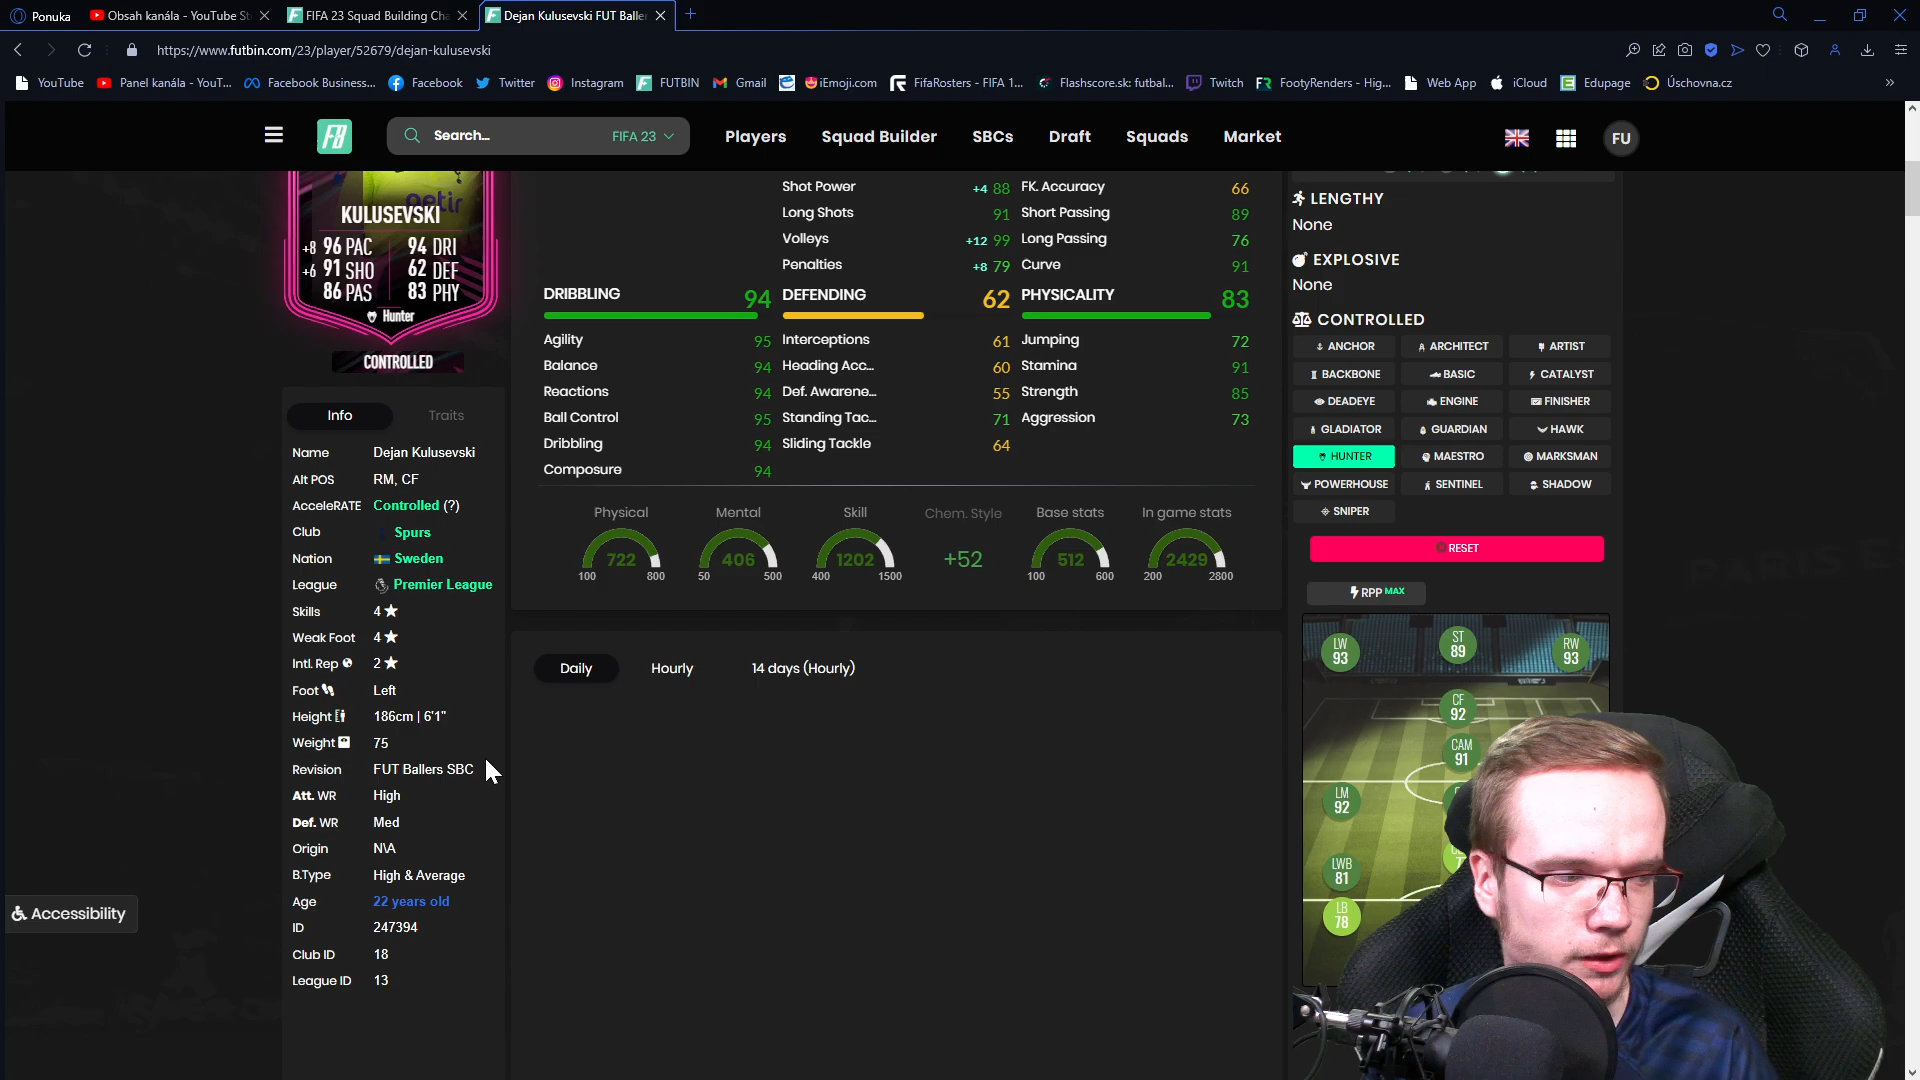 Ponuka
Obsah kanála - YouTube St
FIFA 23 Squad Building Cha
Dejan Kulusevski FUT Baller
https://www.futbin.com/23/player/52679/dejan-kulusevski
YouTube
Panel kanála - YouT...
Facebook Business...
Facebook
Twitter
Instagram
FUTBIN
Gmail
iEmoji.com
FifaRosters - FIFA 1...
Flashscore.sk: futbal...
Twitch
FootyRenders - Hig...
Web App
iCloud
Edupage
Úschovna.cz
FB
Search...
FIFA 23
Players
Squad Builder
SBCs
Draft
Squads
Market
FU
KULUSEVSKI
+8 96 PAC 94 DRI
+6 91 SHO 62 DEF
86 PAS 83 PHY
Hunter
CONTROLLED
Shot Power +4 88
Long Shots 91
Volleys +12 99
Penalties +8 79
FK. Accuracy 66
Short Passing 89
Long Passing 76
Curve 91
DRIBBLING 94
Agility 95
Balance 94
Reactions 94
Ball Control 95
Dribbling 94
Composure 94
DEFENDING 62
Interceptions 61
Heading Acc... 60
Def. Awarene... 55
Standing Tac... 71
Sliding Tackle 64
PHYSICALITY 83
Jumping 72
Stamina 91
Strength 85
Aggression 73
Physical
722
100 800
Mental
406
50 500
Skill
1202
400 1500
Chem. Style
+52
Base stats
512
100 600
In game stats
2429
200 2800
Info
Traits
Name Dejan Kulusevski
Alt POS RM, CF
AcceleRATE Controlled (?)
Club Spurs
Nation Sweden
League Premier League
Skills 4
Weak Foot 4
Intl. Rep 2
Foot Left
Height 186cm | 6'1"
Weight 75
Revision FUT Ballers SBC
Att. WR High
Def. WR Med
Origin N\A
B.Type High & Average
Age 22 years old
ID 247394
Club ID 18
League ID 13
Accessibility
Daily
Hourly
14 days (Hourly)
LENGTHY
None
EXPLOSIVE
None
CONTROLLED
ANCHOR ARCHITECT ARTIST
BACKBONE BASIC CATALYST
DEADEYE ENGINE FINISHER
GLADIATOR GUARDIAN HAWK
HUNTER MAESTRO MARKSMAN
POWERHOUSE SENTINEL SHADOW
SNIPER
RESET
RPP MAX
LW 93
ST 89
RW 93
CF 92
CAM 91
LM 92
LWB 81
LB 78